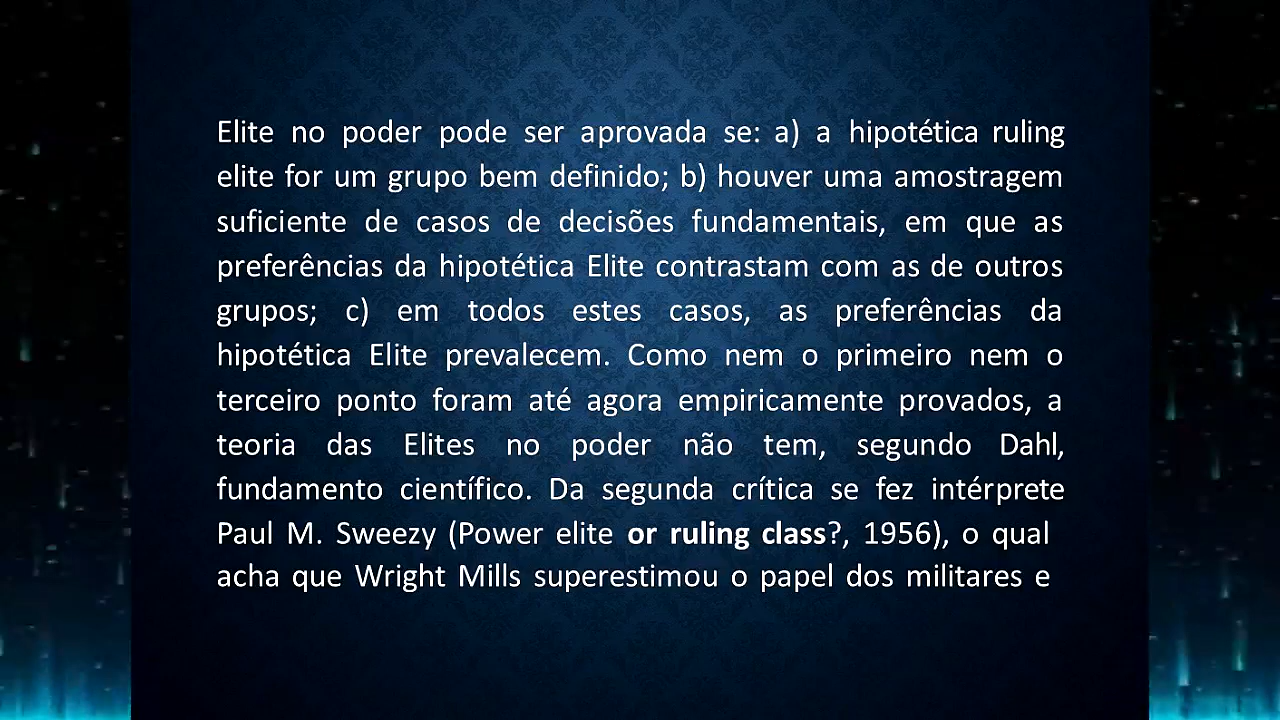 Elite no poder pode ser aprovada se: a) a hipotética ruling
elite for um grupo bem definido; b) houver uma amostragem
suficiente de casos de decisões fundamentais, em que as
preferências da hipotética Elite contrastam com as de outros
grupos; c) em todos estes casos, as preferências da
hipotética Elite prevalecem. Como nem o primeiro nem o
terceiro ponto foram até agora empiricamente provados, a
teoria das Elites no poder não tem, segundo Dahl,
fundamento científico. Da segunda crítica se fez intérprete
Paul M. Sweezy (Power elite or ruling class?, 1956), o qual
acha que Wright Mills superestimou o papel dos militares e